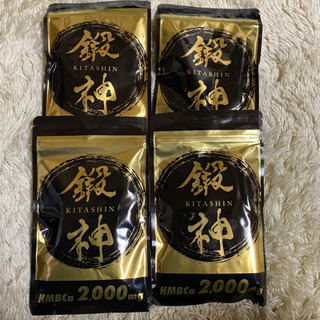 鍛
KITASHIN
神
鍛
KITASHIN
神
鍛
KITASHIN
神
HMBCa 2,000mg
鍛
KITASHIN
神
HMBCa 2,000mg